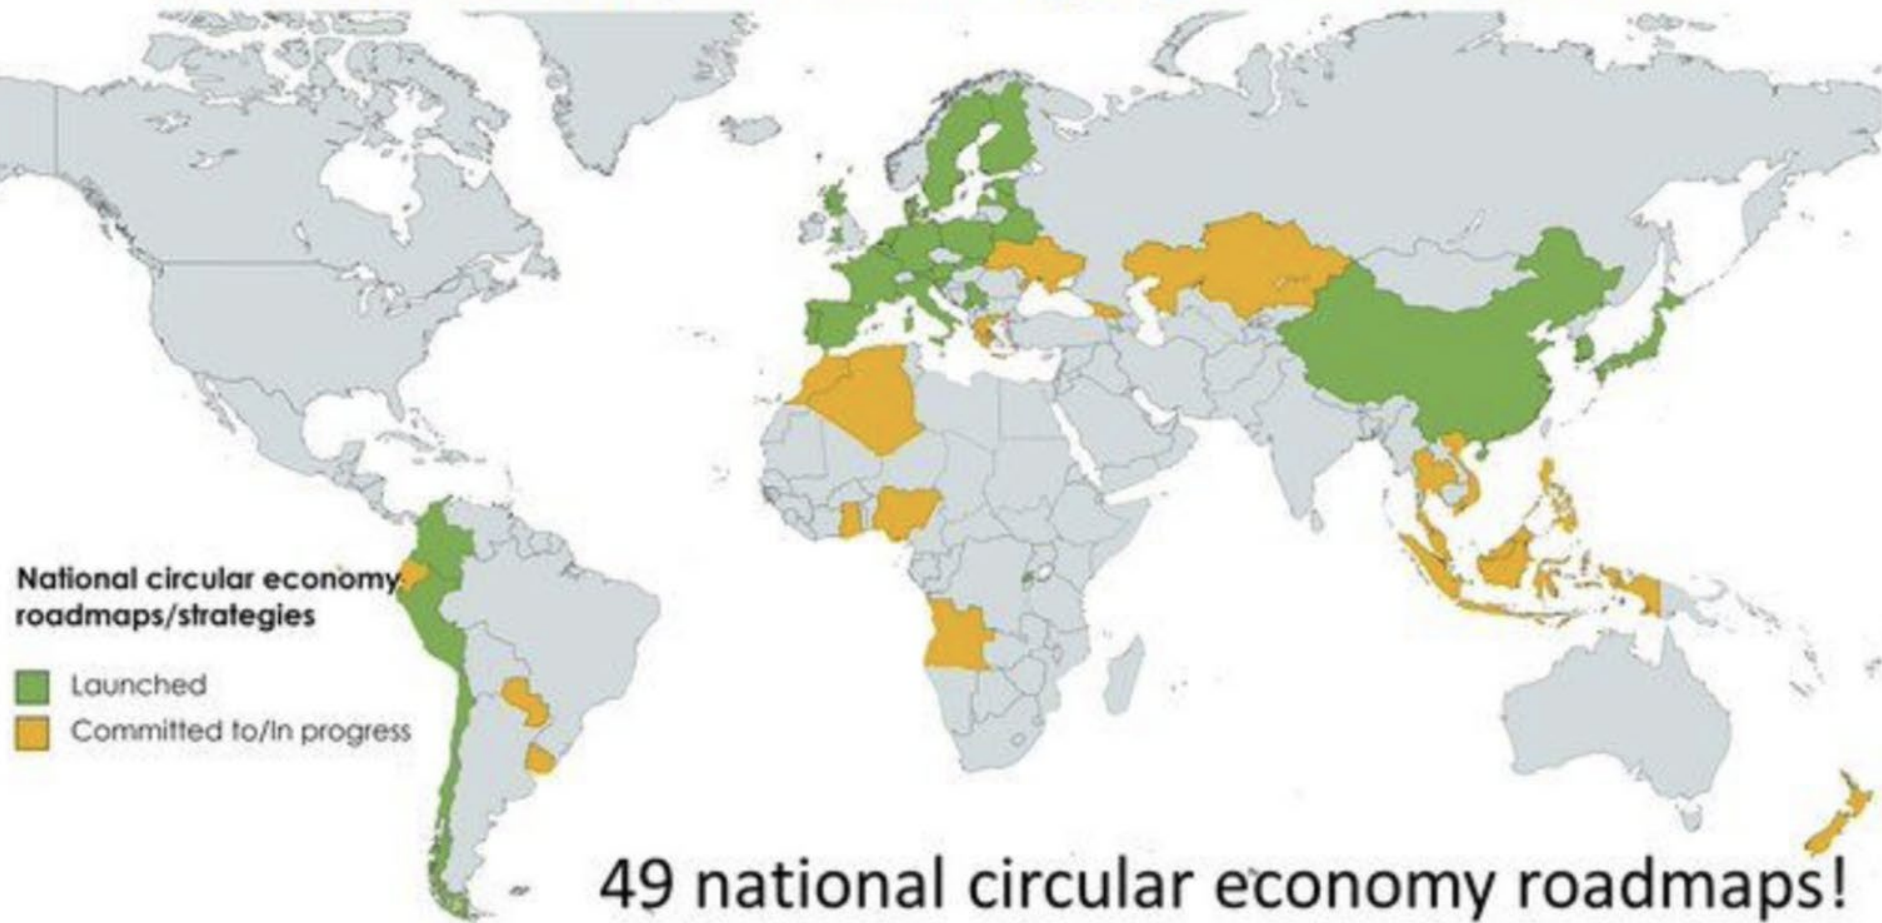 National circular economy
roadmaps/strategies
Launched
Committed to/In progress
49 national circular economy roadmaps!